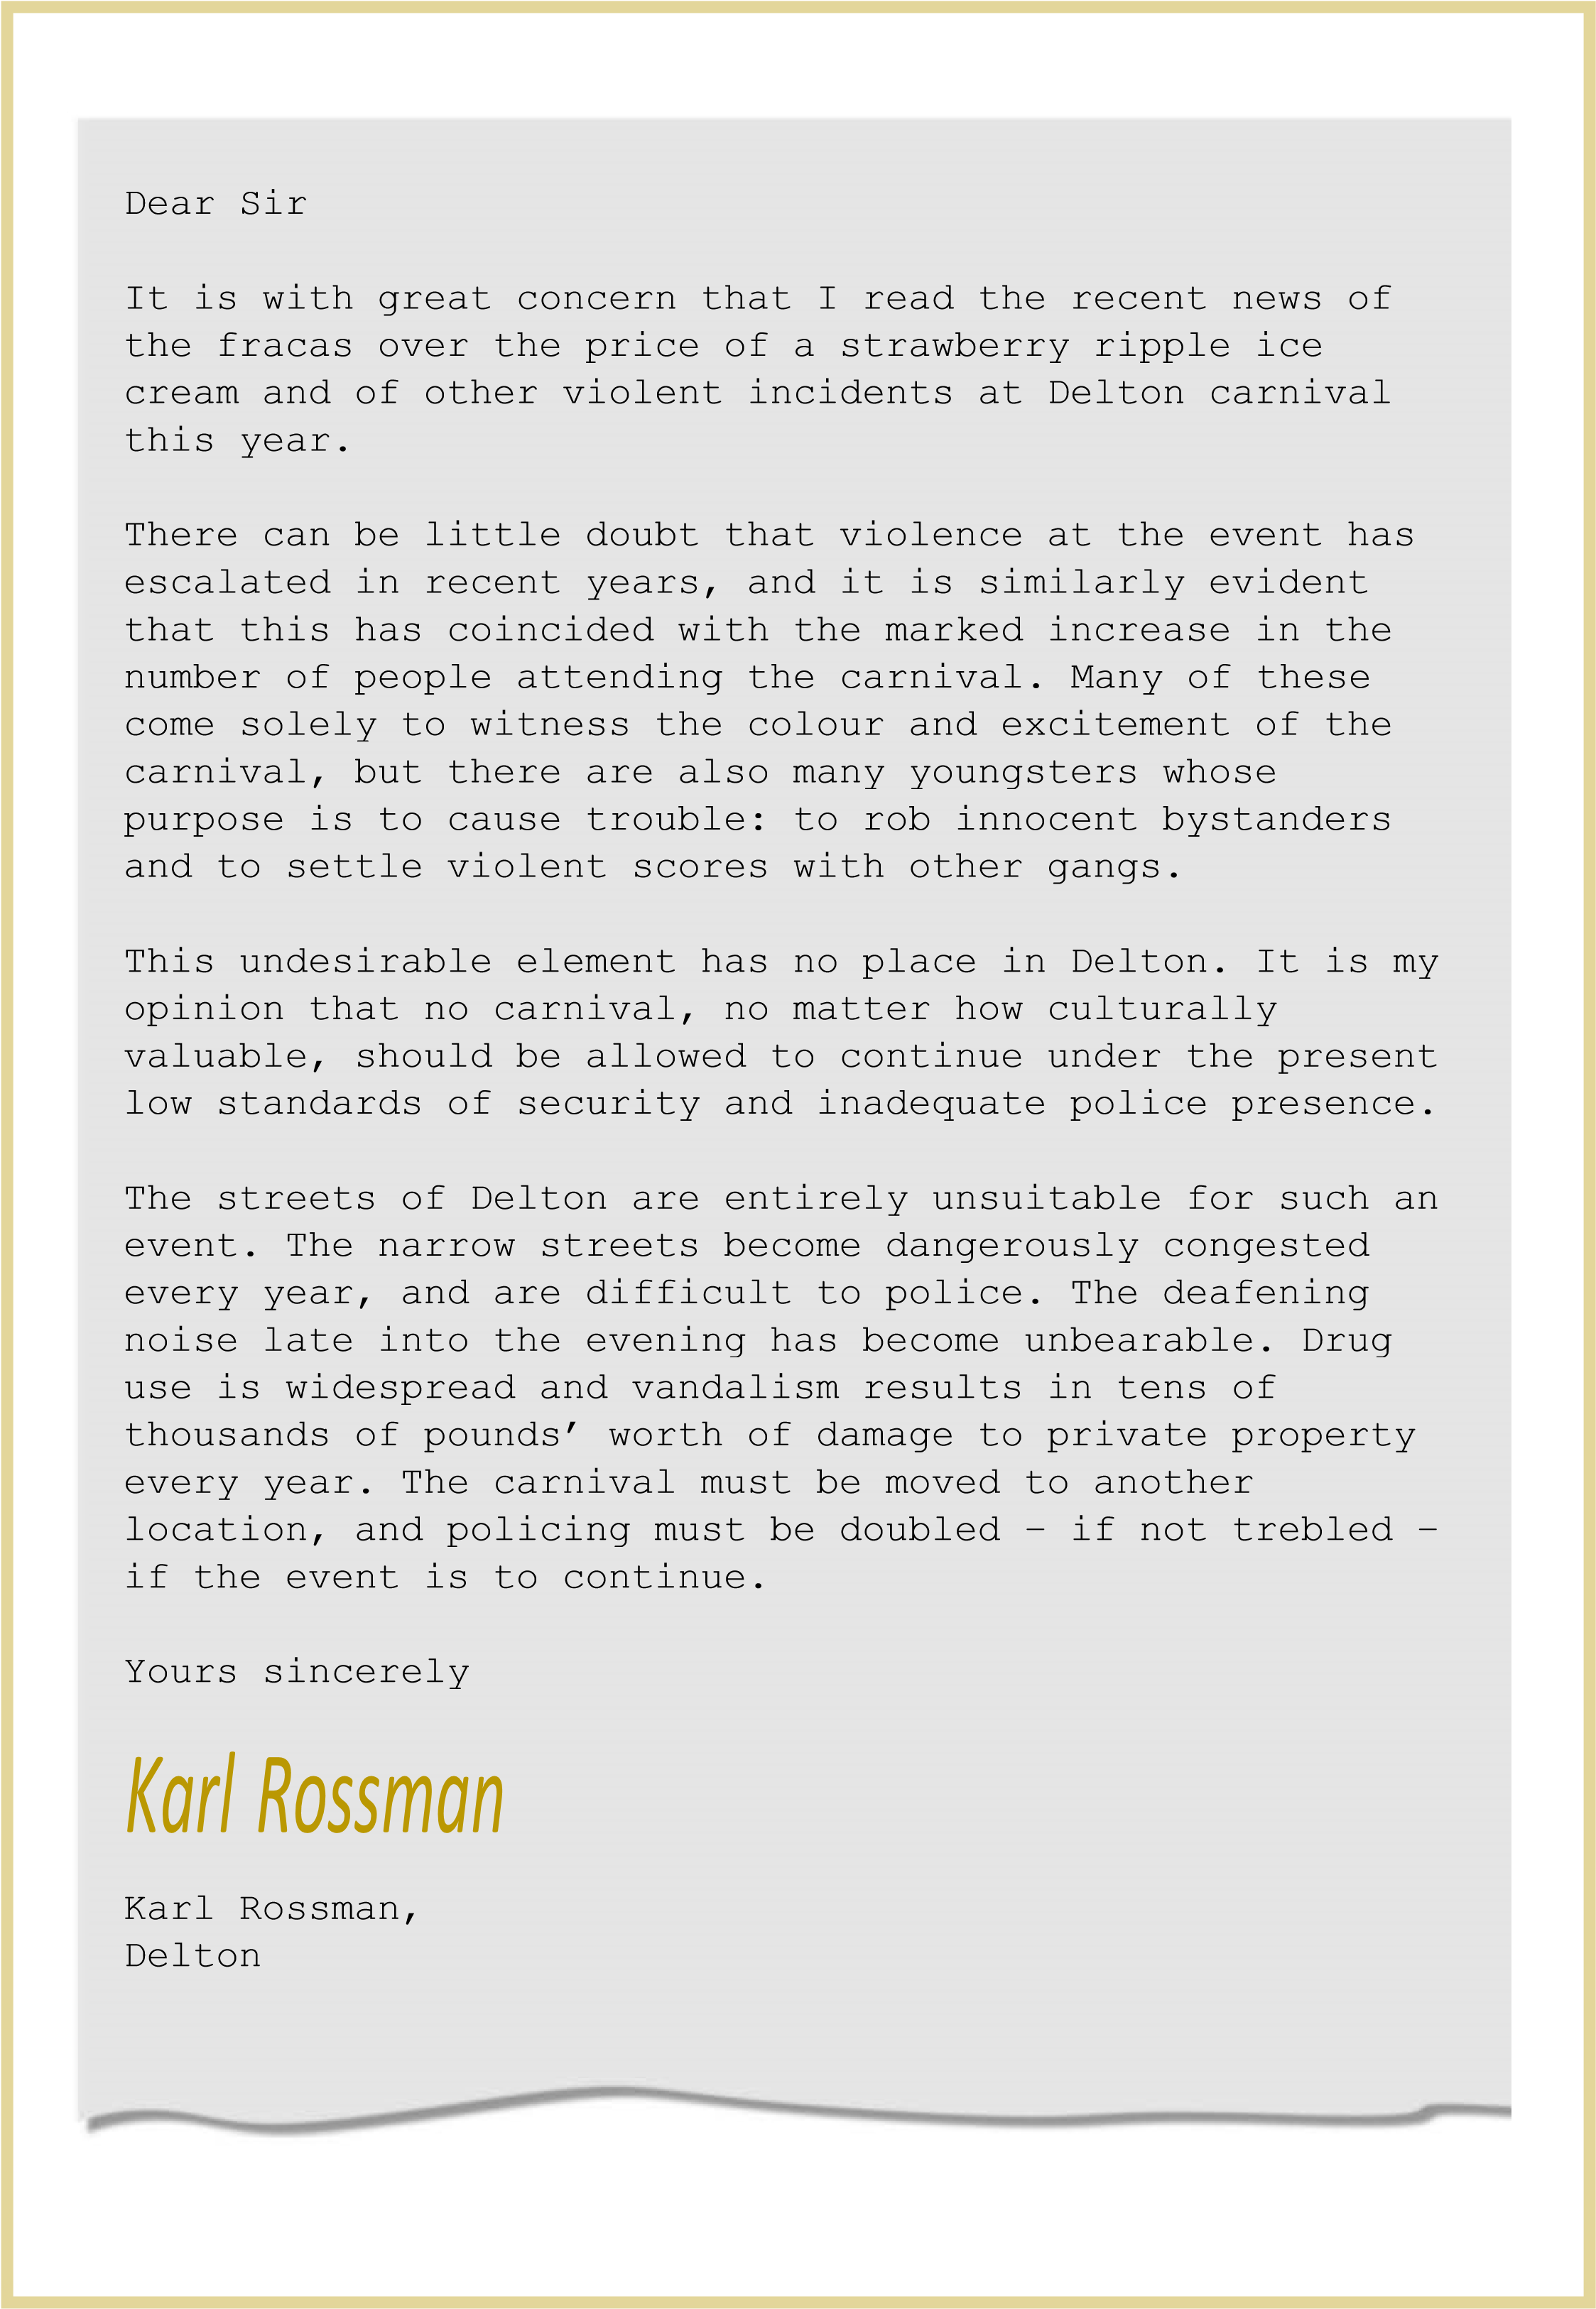 Dear Sir
It is with great concern that I read the recent news of
the fracas over the price of a strawberry ripple ice
cream and of other violent incidents at Delton carnival
this year.
There can be little doubt that violence at the event has
escalated in recent years, and it is similarly evident
that this has coincided with the marked increase in the
number of people attending the carnival. Many of these
come solely to witness the colour and excitement of the
carnival, but there are also many youngsters whose
purpose is to cause trouble: to rob innocent bystanders
and to settle violent scores with other gangs.
This undesirable element has no place in Delton. It is my
opinion that no carnival, no matter how culturally
valuable, should be allowed to continue under the present
low standards of security and inadequate police presence.
The streets of Delton are entirely unsuitable for such an
event. The narrow streets become dangerously congested
every year, and are difficult to police. The deafening
noise late into the evening has become unbearable. Drug
use is widespread and vandalism results in tens of
thousands of pounds’ worth of damage to private property
every year. The carnival must be moved to another
location, and policing must be doubled – if not trebled –
if the event is to continue.
Yours sincerely
Karl Rossman
Karl Rossman,
Delton